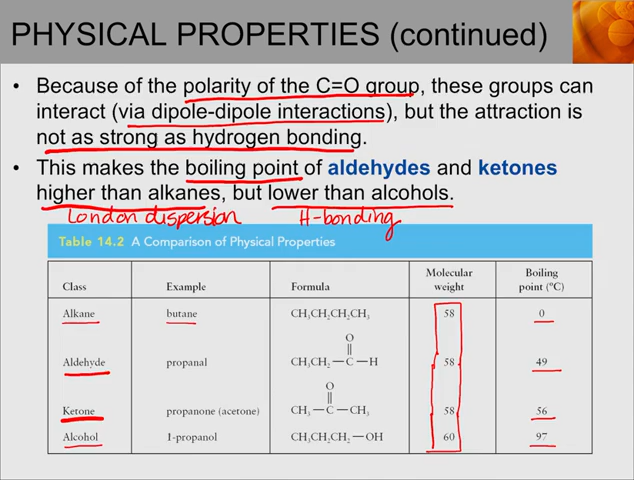 PHYSICAL PROPERTIES (continued)
• Because of the polarity of the C=O group, these groups can
interact (via dipole-dipole interactions), but the attraction is
not as strong as hydrogen bonding.
• This makes the boiling point of aldehydes and ketones
higher than alkanes, but lower than alcohols.
London dispersion H-bonding
Table 14.2 A Comparison of Physical Properties
Molecular Boiling
Class Example Formula weight point (°C)
Alkane butane CH₃CH₂CH₂CH₃ 58 0
O
||
Aldehyde propanal CH₃CH₂—C—H 58 49
O
||
Ketone propanone (acetone) CH₃—C—CH₃ 58 56
Alcohol 1-propanol CH₃CH₂CH₂—OH 60 97